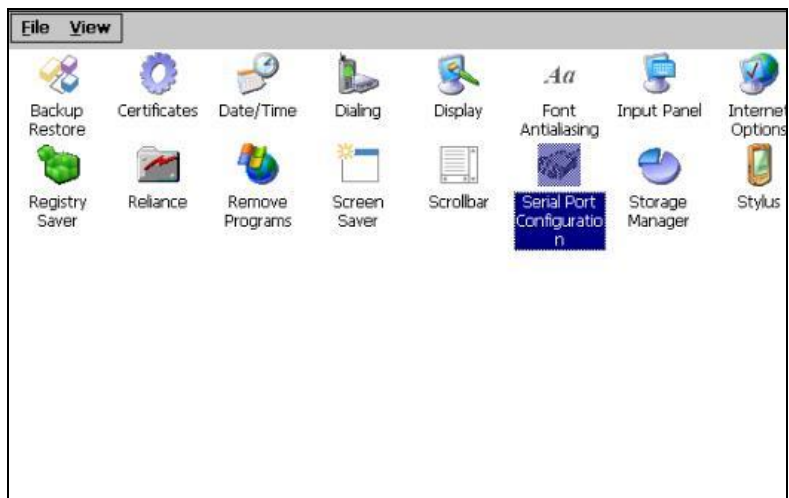 File View
Backup Certificates Date/Time Dialing Display Font Input Panel Internet
Restore Antialiasing Options
Registry Reliance Remove Screen Scrollbar Serial Port Storage Stylus
Saver Programs Saver Configuratio Manager
n